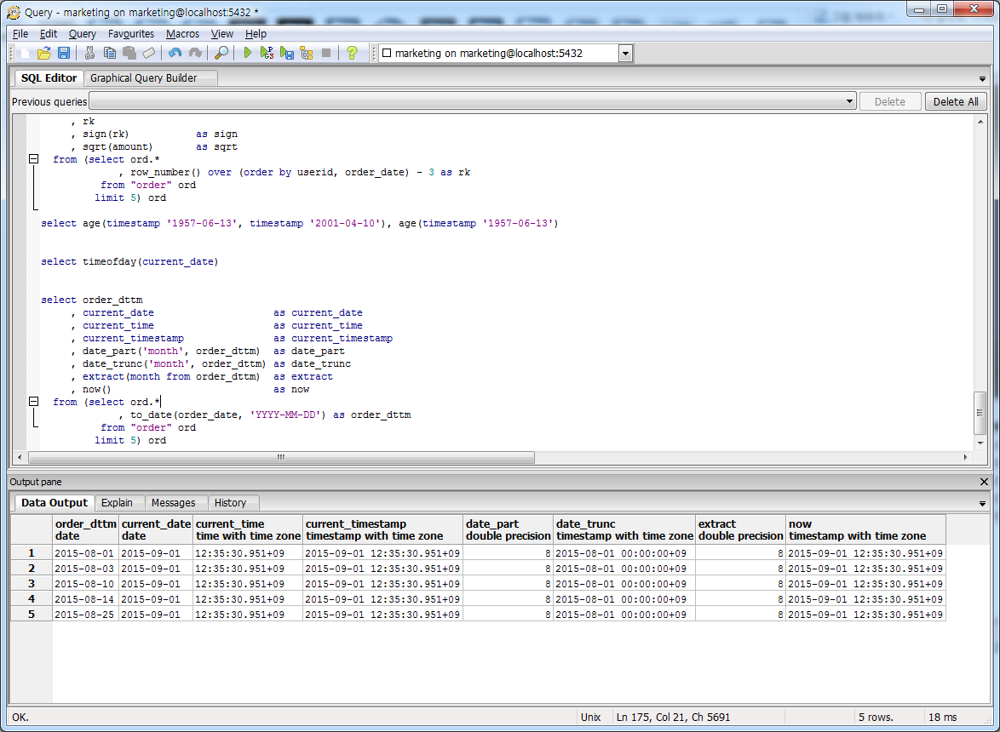 Query - marketing on marketing@localhost:5432 *
File Edit Query Favourites Macros View Help
marketing on marketing@localhost:5432
SQL Editor Graphical Query Builder
Previous queries Delete Delete All
, rk
, sign(rk) as sign
, sqrt(amount) as sqrt
from (select ord.*
, row_number() over (order by userid, order_date) - 3 as rk
from "order" ord
limit 5) ord
select age(timestamp '1957-06-13', timestamp '2001-04-10'), age(timestamp '1957-06-13')
select timeofday(current_date)
select order_dttm
, current_date as current_date
, current_time as current_time
, current_timestamp as current_timestamp
, date_part('month', order_dttm) as date_part
, date_trunc('month', order_dttm) as date_trunc
, extract(month from order_dttm) as extract
, now() as now
from (select ord.*
, to_date(order_date, 'YYYY-MM-DD') as order_dttm
from "order" ord
limit 5) ord
Output pane
Data Output Explain Messages History
order_dttm current_date current_time current_timestamp date_part date_trunc extract now
date date time with time zone timestamp with time zone double precision timestamp with time zone double precision timestamp with time zone
1 2015-08-01 2015-09-01 12:35:30.951+09 2015-09-01 12:35:30.951+09 8 2015-08-01 00:00:00+09 8 2015-09-01 12:35:30.951+09
2 2015-08-03 2015-09-01 12:35:30.951+09 2015-09-01 12:35:30.951+09 8 2015-08-01 00:00:00+09 8 2015-09-01 12:35:30.951+09
3 2015-08-10 2015-09-01 12:35:30.951+09 2015-09-01 12:35:30.951+09 8 2015-08-01 00:00:00+09 8 2015-09-01 12:35:30.951+09
4 2015-08-14 2015-09-01 12:35:30.951+09 2015-09-01 12:35:30.951+09 8 2015-08-01 00:00:00+09 8 2015-09-01 12:35:30.951+09
5 2015-08-25 2015-09-01 12:35:30.951+09 2015-09-01 12:35:30.951+09 8 2015-08-01 00:00:00+09 8 2015-09-01 12:35:30.951+09
OK. Unix Ln 175, Col 21, Ch 5691 5 rows. 18 ms